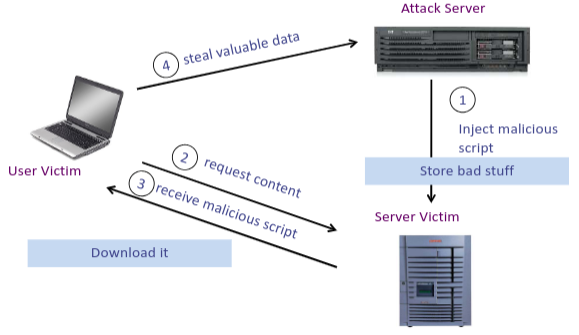 Attack Server
4 steal valuable data
1
Inject malicious
script
User Victim
2 request content
Store bad stuff
3 receive malicious script
Server Victim
Download it